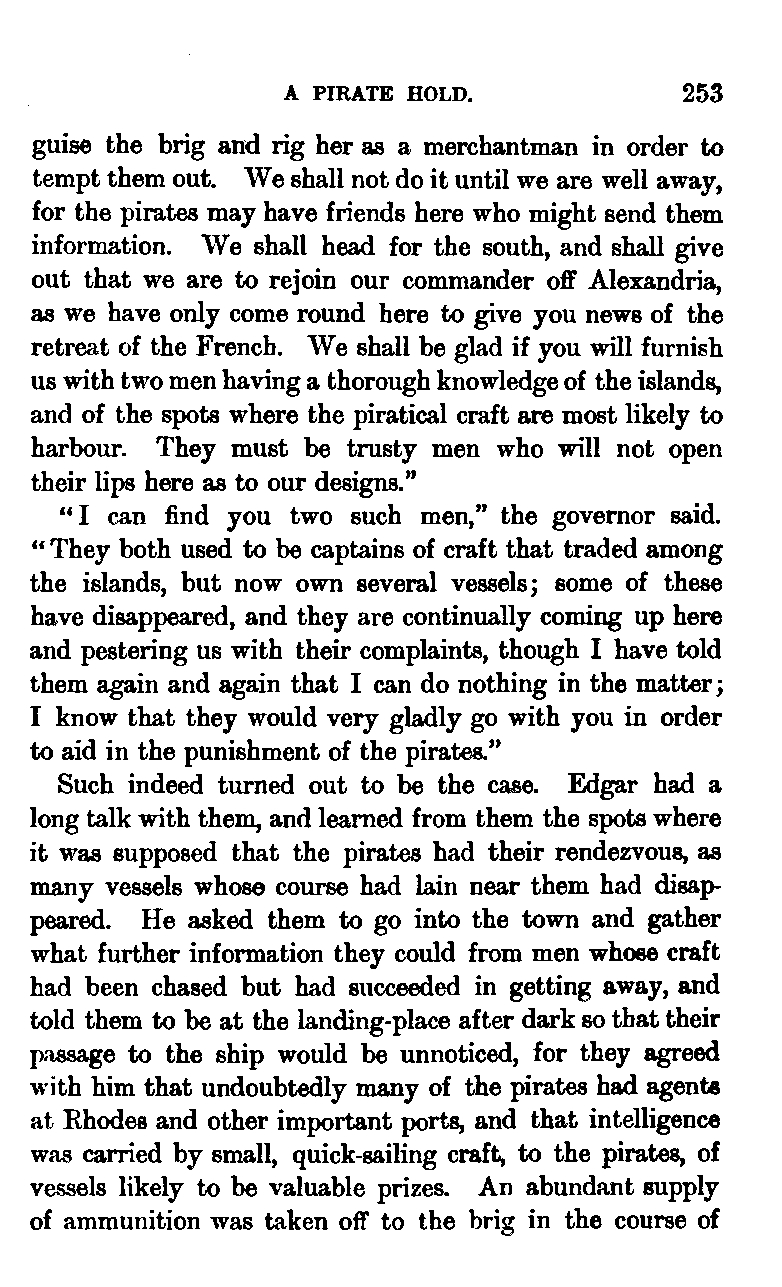 A PIRATE HOLD. 253
guise the brig and rig her as a merchantman in order to
tempt them out. We shall not do it until we are well away,
for the pirates may have friends here who might send them
information. We shall head for the south, and shall give
out that we are to rejoin our commander off Alexandria,
as we have only come round here to give you news of the
retreat of the French. We shall be glad if you will furnish
us with two men having a thorough knowledge of the islands,
and of the spots where the piratical craft are most likely to
harbour. They must be trusty men who will not open
their lips here as to our designs."
"I can find you two such men," the governor said.
"They both used to be captains of craft that traded among
the islands, but now own several vessels; some of these
have disappeared, and they are continually coming up here
and pestering us with their complaints, though I have told
them again and again that I can do nothing in the matter;
I know that they would very gladly go with you in order
to aid in the punishment of the pirates."
Such indeed turned out to be the case. Edgar had a
long talk with them, and learned from them the spots where
it was supposed that the pirates had their rendezvous, as
many vessels whose course had lain near them had disap-
peared. He asked them to go into the town and gather
what further information they could from men whose craft
had been chased but had succeeded in getting away, and
told them to be at the landing-place after dark so that their
passage to the ship would be unnoticed, for they agreed
with him that undoubtedly many of the pirates had agents
at Rhodes and other important ports, and that intelligence
was carried by small, quick-sailing craft, to the pirates, of
vessels likely to be valuable prizes. An abundant supply
of ammunition was taken off to the brig in the course of